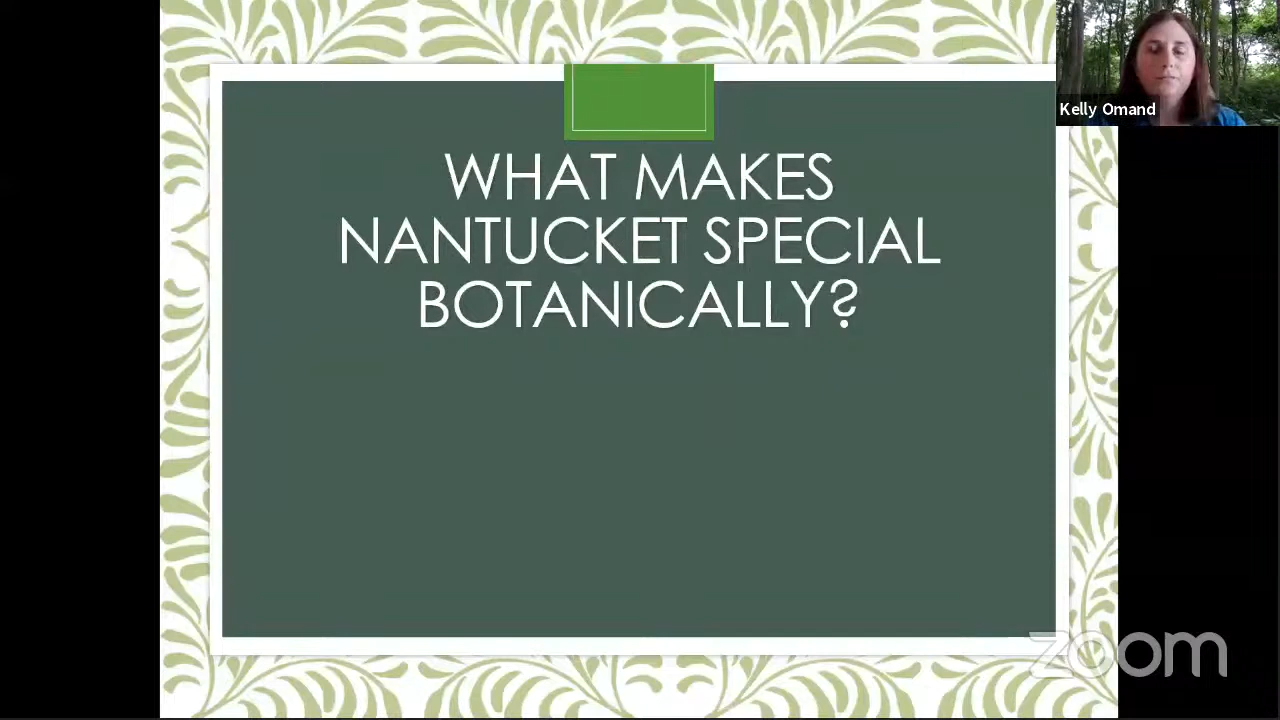 WHAT MAKES
NANTUCKET SPECIAL
BOTANICALLY?
Kelly Omand
zoom